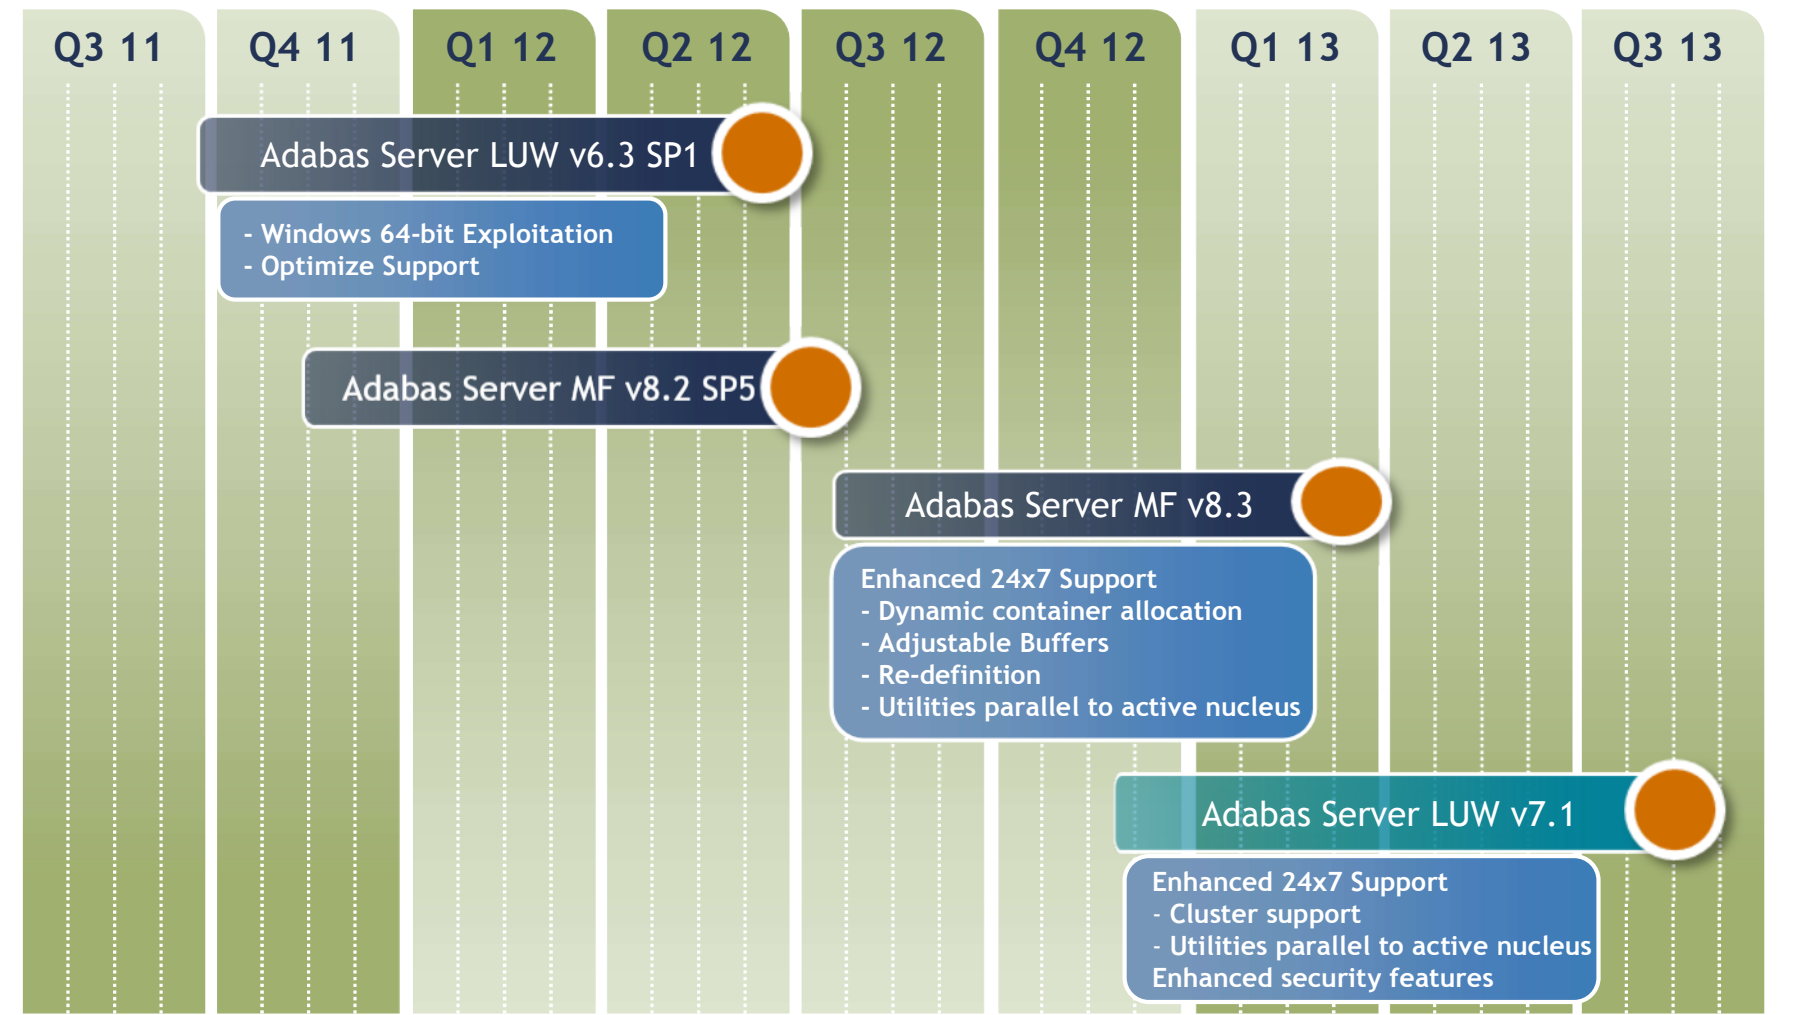 Q3 11
Q4 11
Q1 12
Q2 12
Q3 12
Q4 12
Q1 13
Q2 13
Q3 13
Adabas Server LUW v6.3 SP1
- Windows 64-bit Exploitation
- Optimize Support
Adabas Server MF v8.2 SP5
Adabas Server MF v8.3
Enhanced 24x7 Support
- Dynamic container allocation
- Adjustable Buffers
- Re-definition
- Utilities parallel to active nucleus
Adabas Server LUW v7.1
Enhanced 24x7 Support
- Cluster support
- Utilities parallel to active nucleus
Enhanced security features